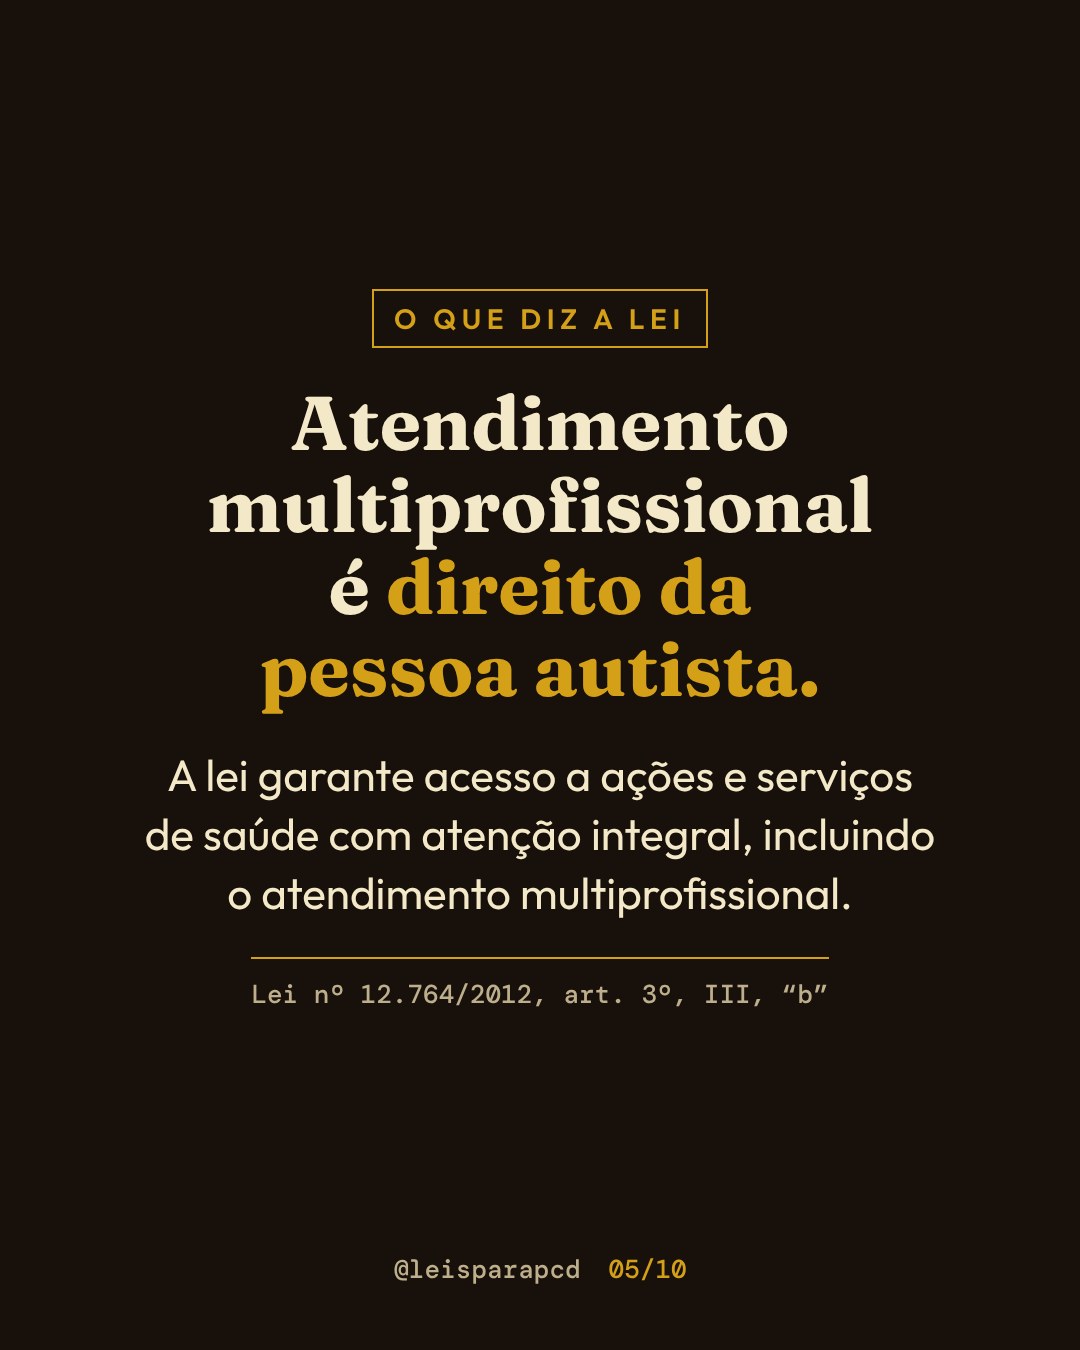 O QUE DIZ A LEI
Atendimento
multiprofissional
é direito da
pessoa autista.
A lei garante acesso a ações e serviços
de saúde com atenção integral, incluindo
o atendimento multiprofissional.
Lei nº 12.764/2012, art. 3º, III, “b”
@leisparapcd 05/10